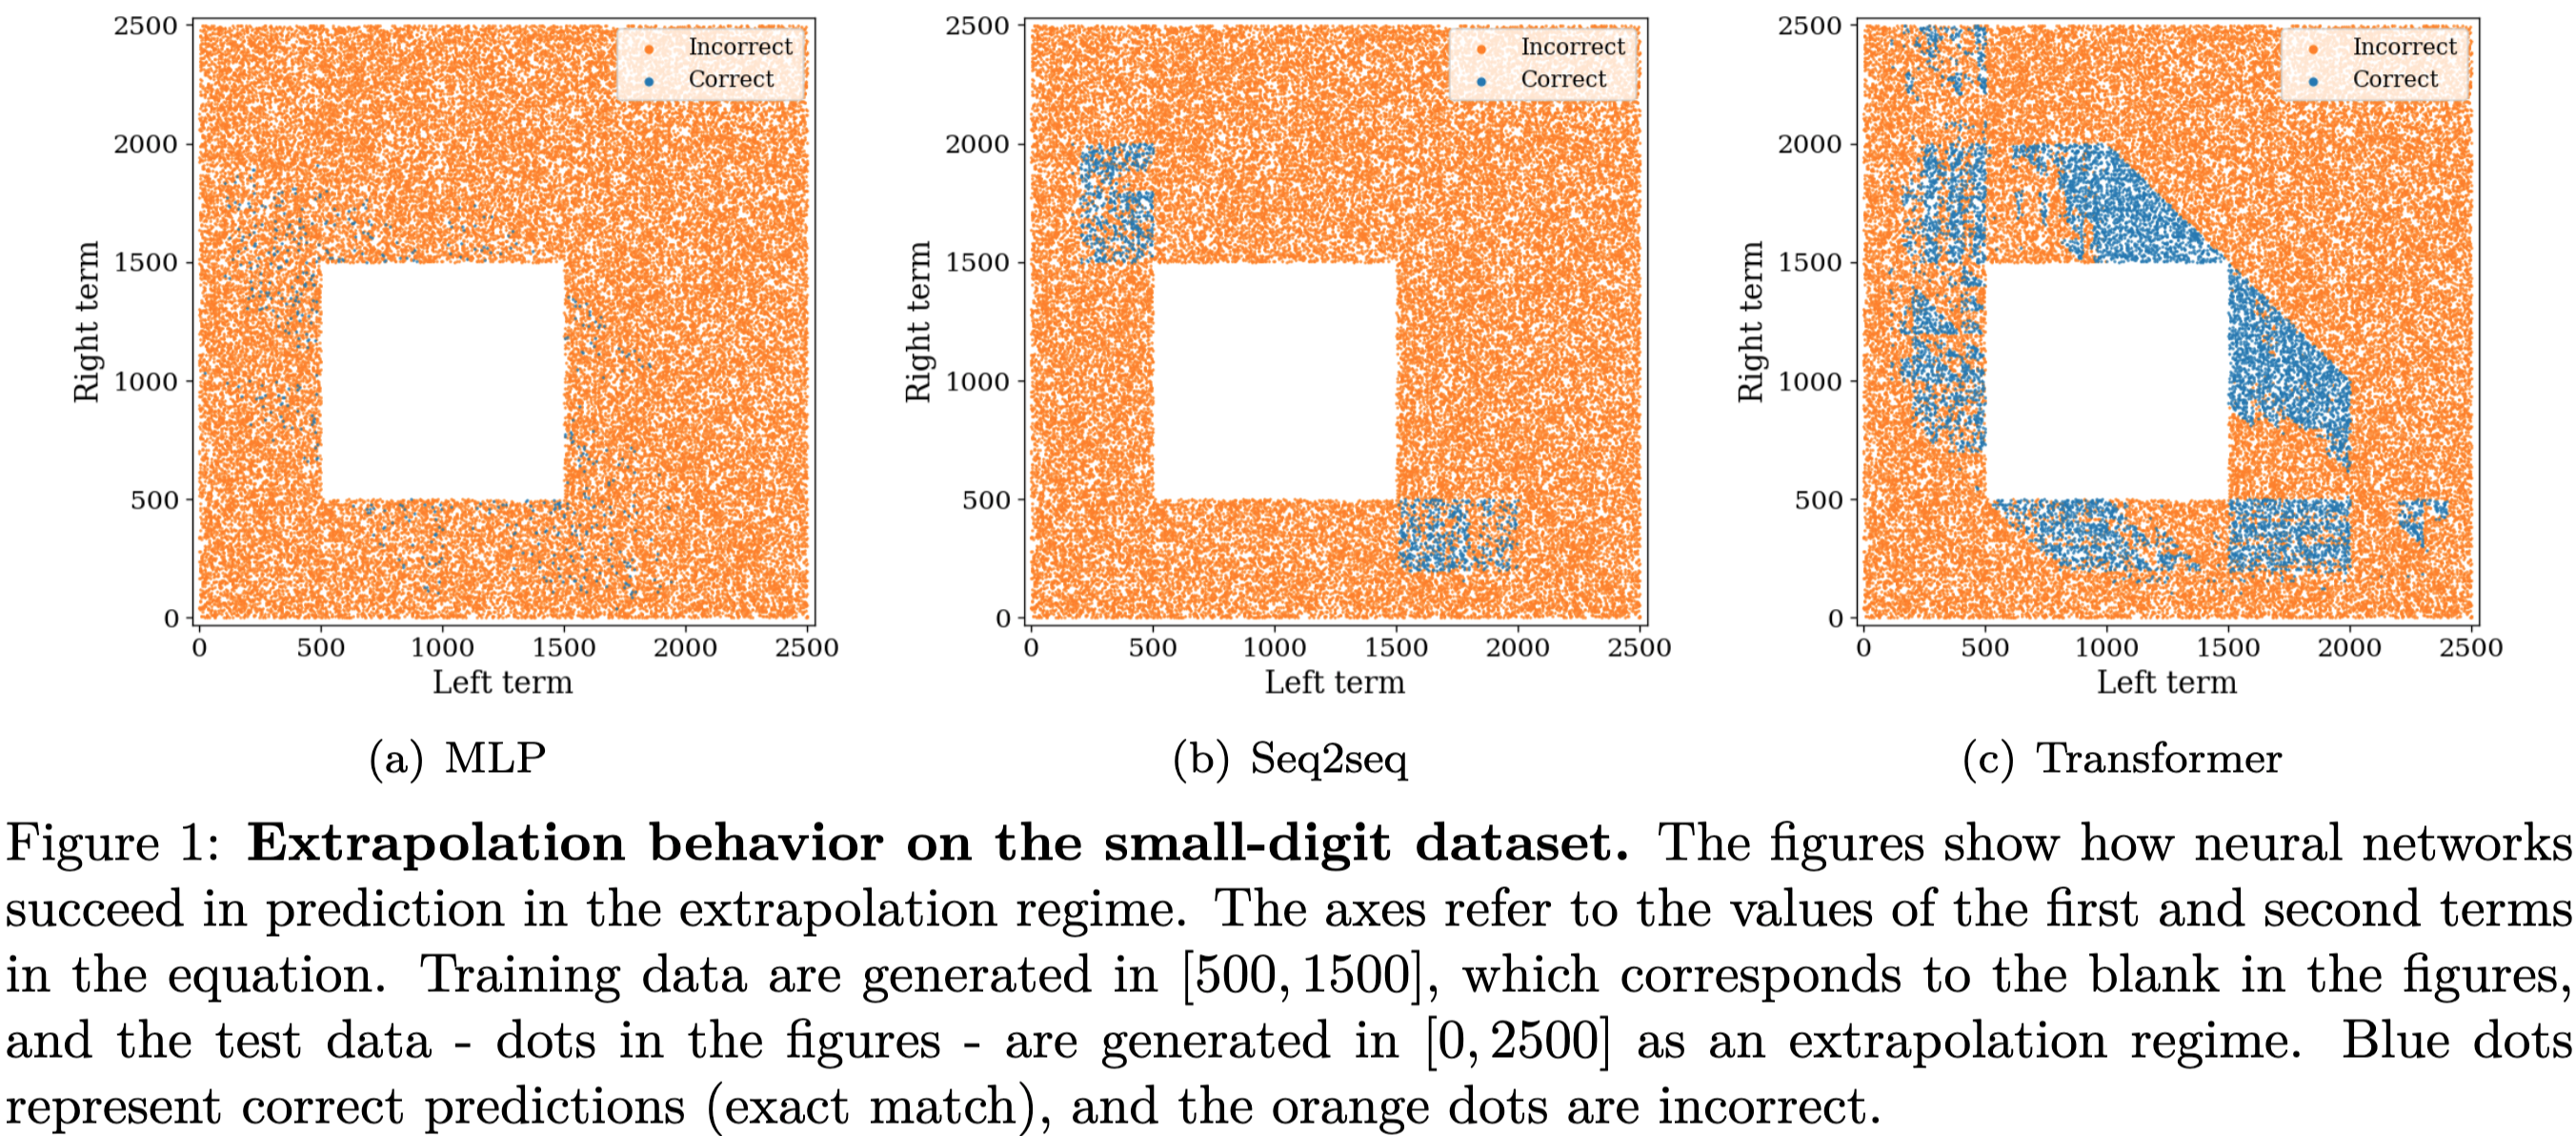 2500
2000
1500
1000
500
0
Right term
Incorrect
Correct
0 500 1000 1500 2000 2500
Left term
(a) MLP
2500
2000
1500
1000
500
0
Right term
Incorrect
Correct
0 500 1000 1500 2000 2500
Left term
(b) Seq2seq
2500
2000
1500
1000
500
0
Right term
Incorrect
Correct
0 500 1000 1500 2000 2500
Left term
(c) Transformer
Figure 1: Extrapolation behavior on the small-digit dataset. The figures show how neural networks
succeed in prediction in the extrapolation regime. The axes refer to the values of the first and second terms
in the equation. Training data are generated in [500, 1500], which corresponds to the blank in the figures,
and the test data - dots in the figures - are generated in [0, 2500] as an extrapolation regime. Blue dots
represent correct predictions (exact match), and the orange dots are incorrect.